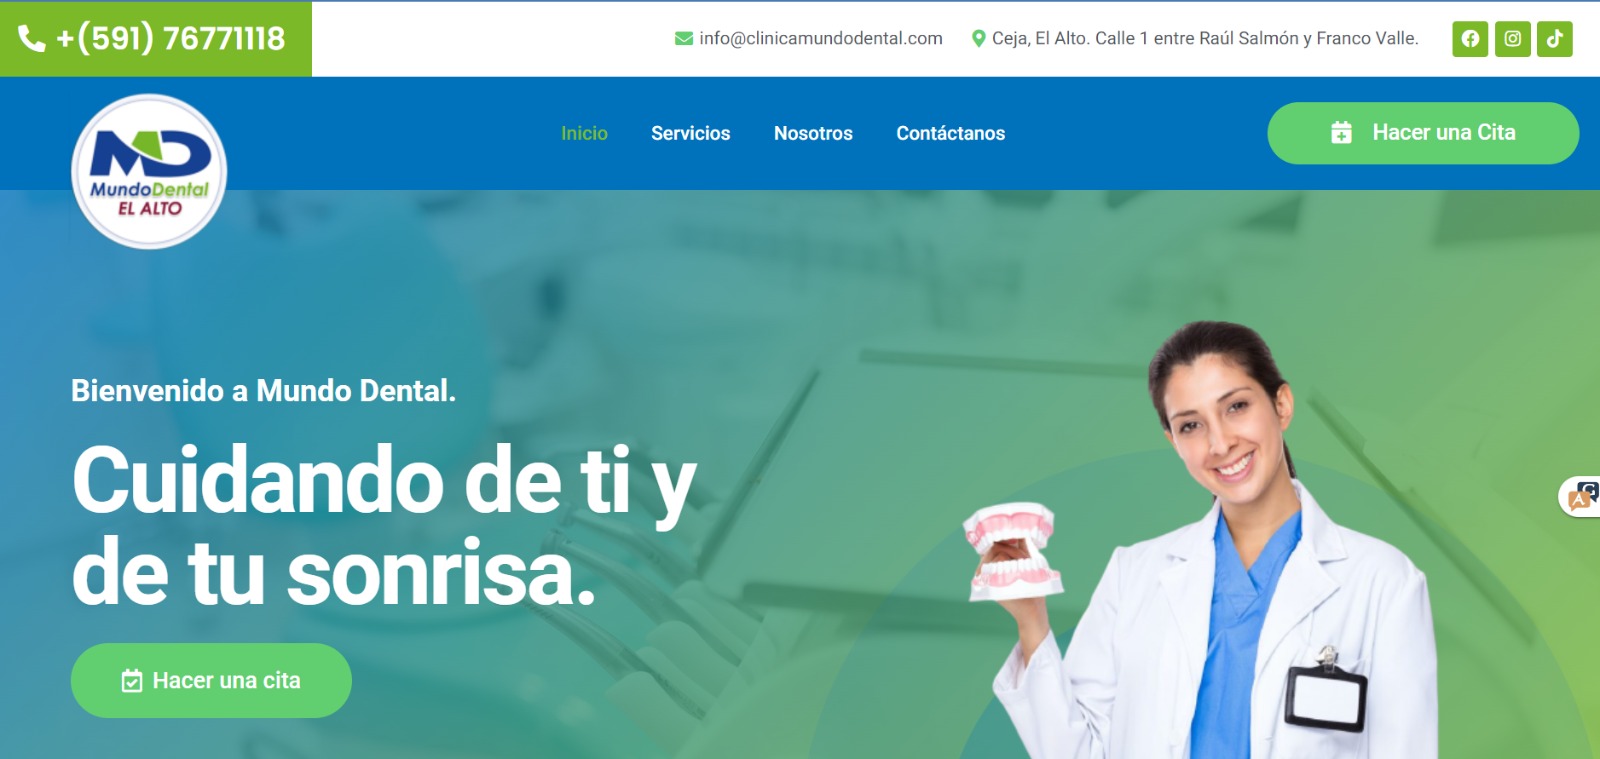 +(591) 76771118
info@clinicamundodental.com
Ceja, El Alto. Calle 1 entre Raúl Salmón y Franco Valle.
MD
MundoDental
EL ALTO
Inicio
Servicios
Nosotros
Contáctanos
Hacer una Cita
Bienvenido a Mundo Dental.
Cuidando de ti y
de tu sonrisa.
Hacer una cita
G
A